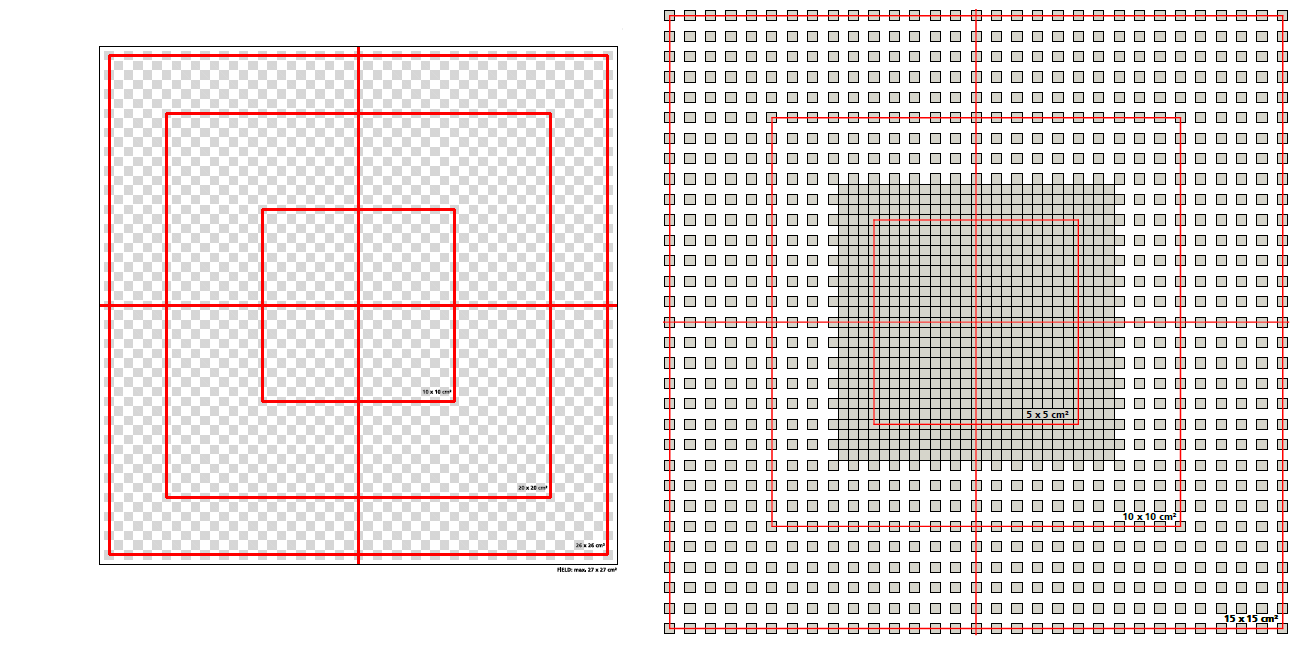 10 x 10 cm²
20 x 20 cm²
26 x 26 cm²
FIELD: max. 27 x 27 cm²
5 x 5 cm²
10 x 10 cm²
15 x 15 cm²